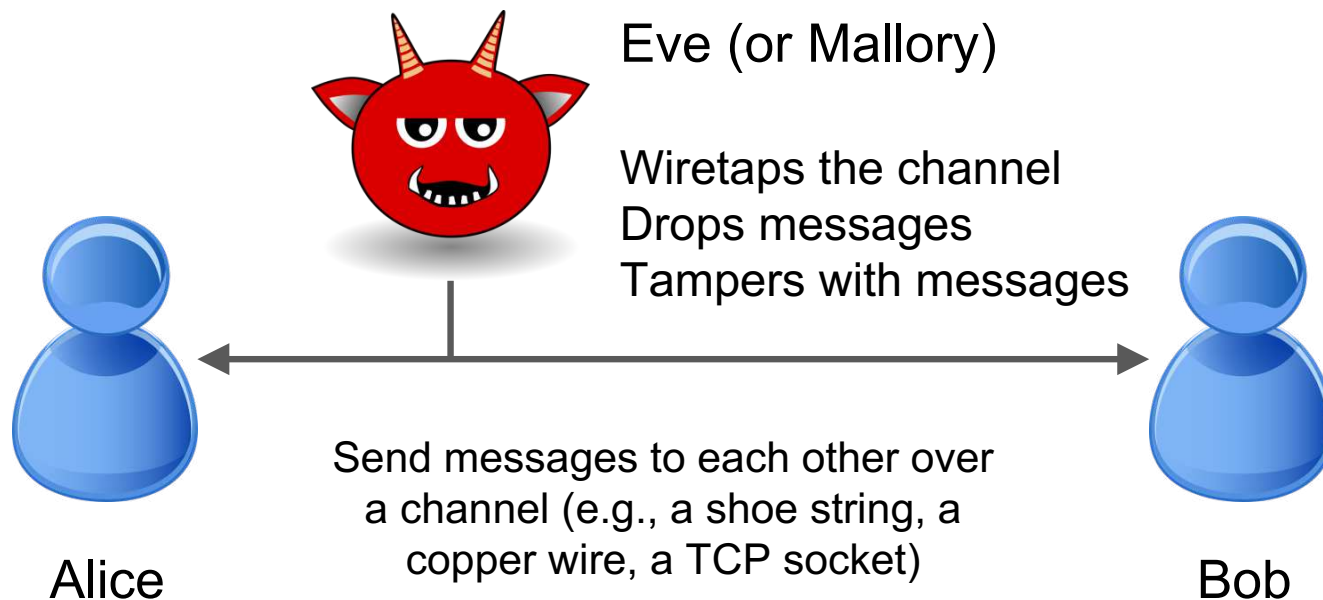 Eve (or Mallory)
Wiretaps the channel
Drops messages
Tampers with messages
Send messages to each other over
a channel (e.g., a shoe string, a
copper wire, a TCP socket)
Alice
Bob